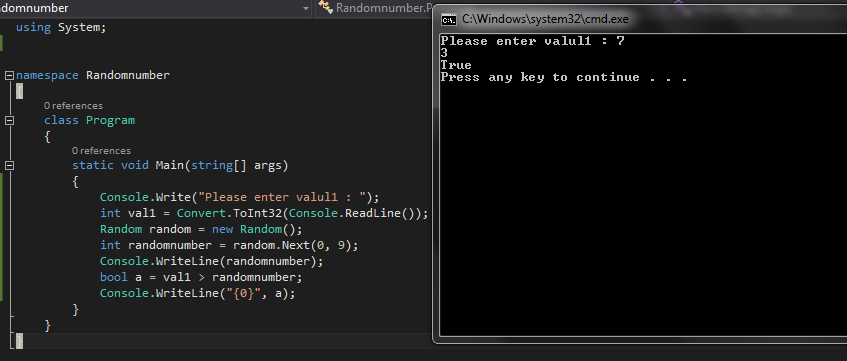 domnumber
Randomnumber.P
using System;
namespace Randomnumber
{
0 references
class Program
{
0 references
static void Main(string[] args)
{
Console.Write("Please enter valul1 : ");
int val1 = Convert.ToInt32(Console.ReadLine());
Random random = new Random();
int randomnumber = random.Next(0, 9);
Console.WriteLine(randomnumber);
bool a = val1 > randomnumber;
Console.WriteLine("{0}", a);
}
}
}
C:\Windows\system32\cmd.exe
Please enter valul1 : 7
3
True
Press any key to continue . . .